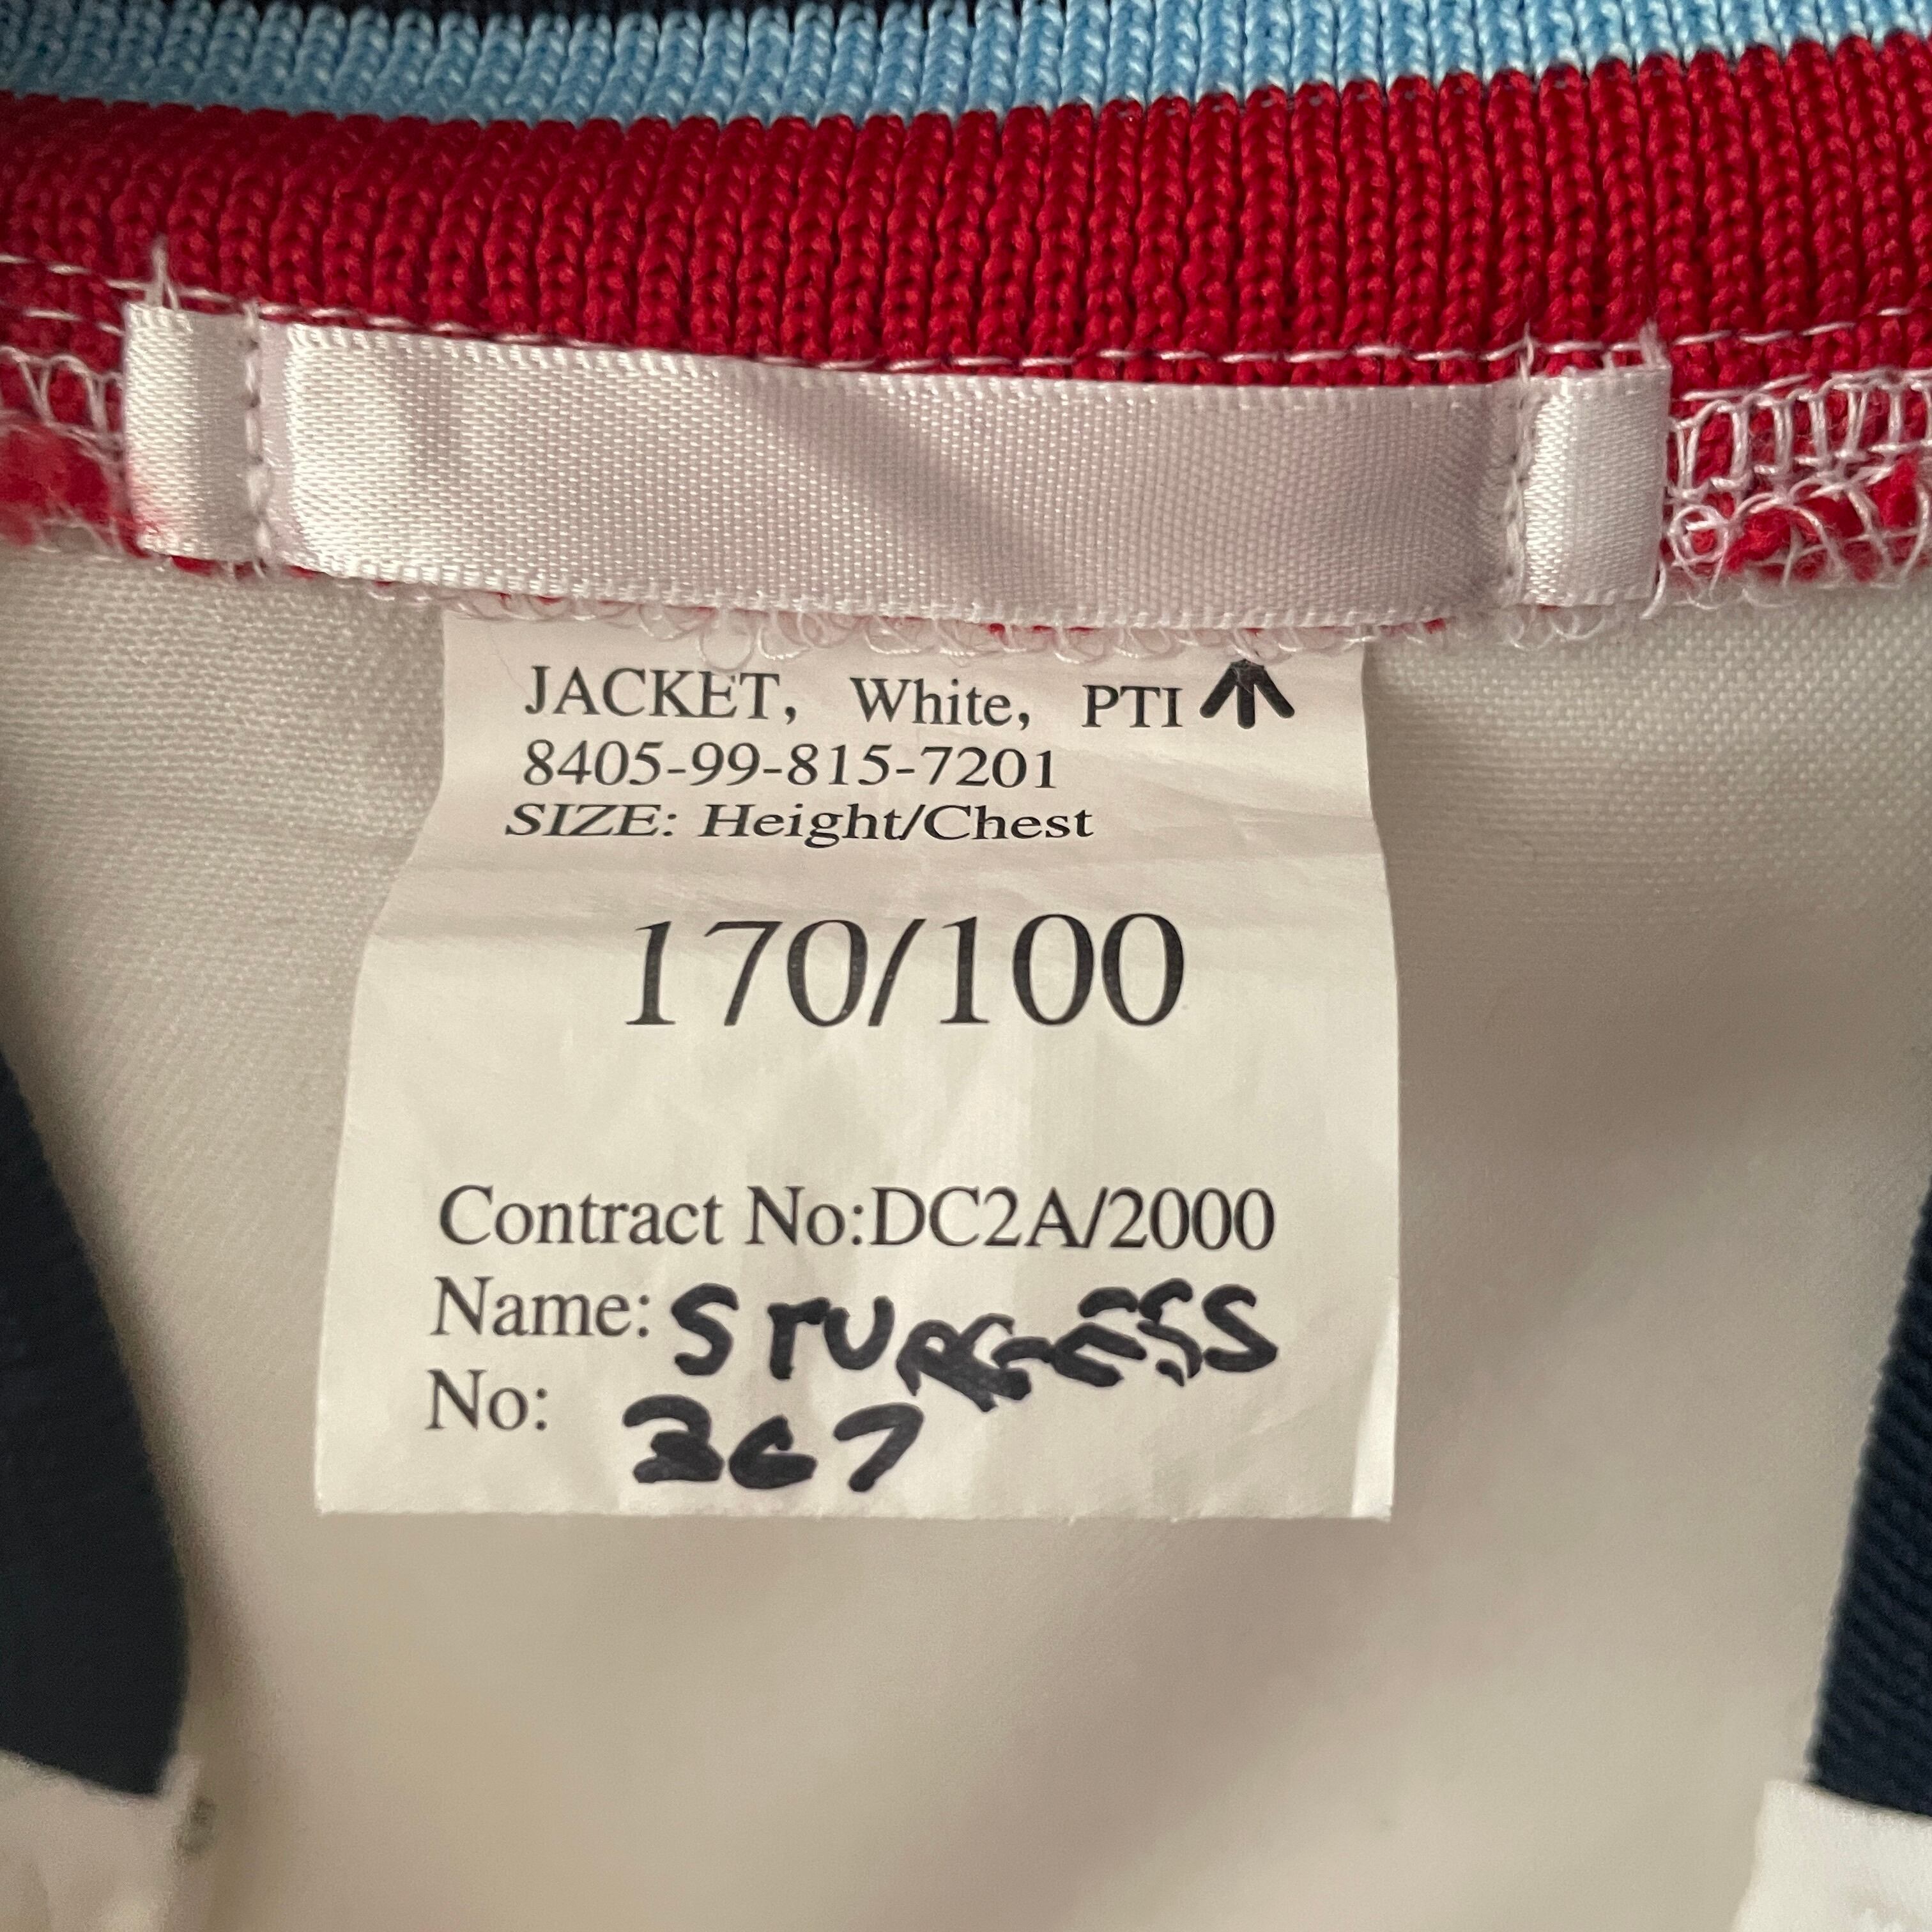 JACKET, White, PTI
8405-99-815-7201
SIZE: Height/Chest
170/100
Contract No:DC2A/2000
Name: STURGESS
No: 367